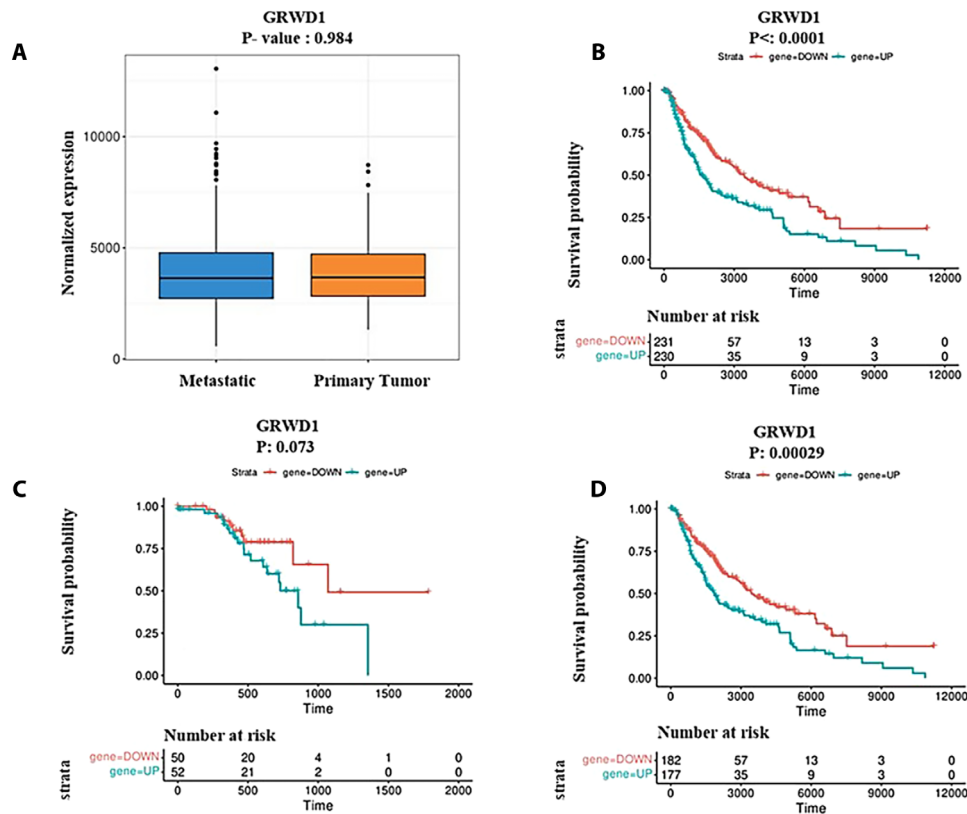 A
GRWD1
P- value : 0.984
Normalized expression
10000
5000
0
Metastatic Primary Tumor
B
GRWD1
P<: 0.0001
Strata gene=DOWN gene=UP
Survival probability
1.00
0.75
0.50
0.25
0.00
0 3000 6000 9000 12000
Time
Number at risk
strata
gene=DOWN 231 57 13 3 0
gene=UP 230 35 9 3 0
0 3000 6000 9000 12000
Time
C
GRWD1
P: 0.073
Strata gene=DOWN gene=UP
Survival probability
1.00
0.75
0.50
0.25
0.00
0 500 1000 1500 2000
Time
Number at risk
strata
gene=DOWN 50 20 4 1 0
gene=UP 52 21 2 0 0
0 500 1000 1500 2000
Time
D
GRWD1
P: 0.00029
Strata gene=DOWN gene=UP
Survival probability
1.00
0.75
0.50
0.25
0.00
0 3000 6000 9000 12000
Time
Number at risk
strata
gene=DOWN 182 57 13 3 0
gene=UP 177 35 9 3 0
0 3000 6000 9000 12000
Time